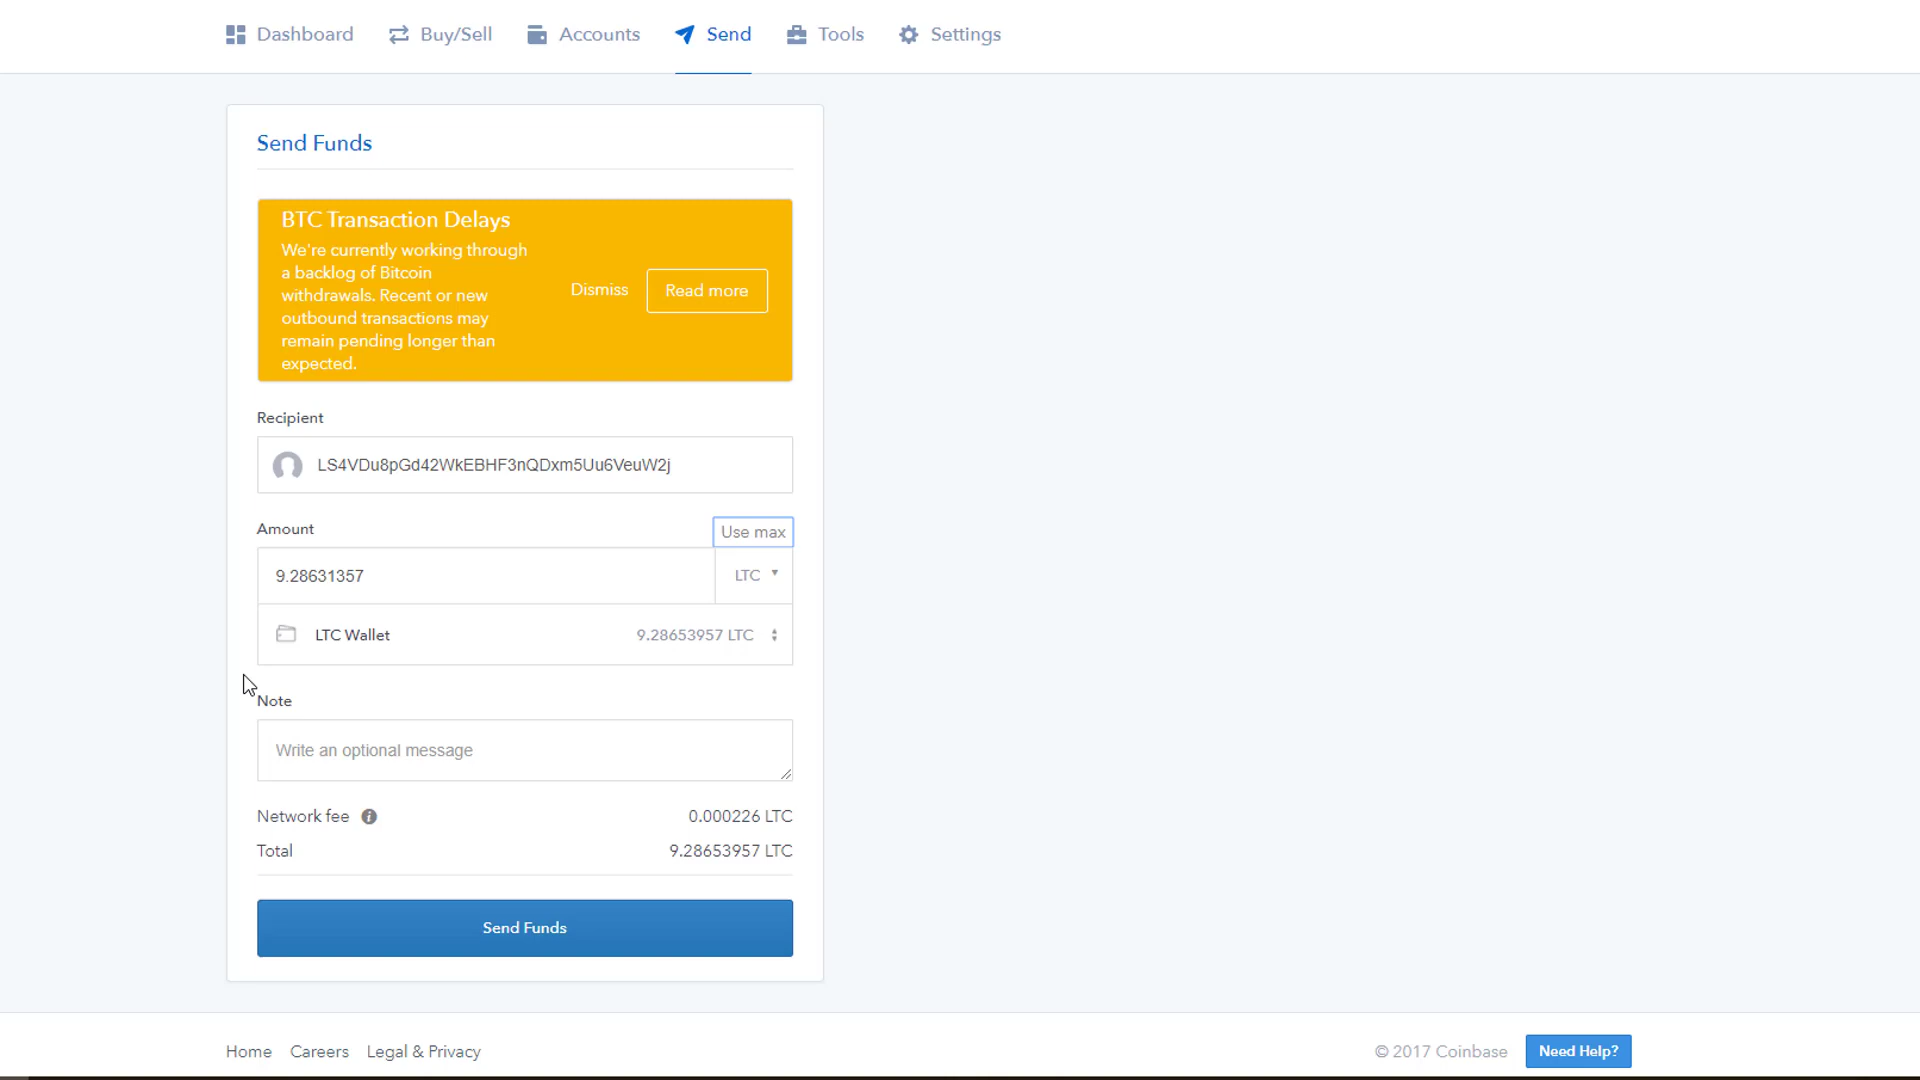 Dashboard Buy/Sell Accounts Send Tools Settings
Send Funds
BTC Transaction Delays
We're currently working through
a backlog of Bitcoin
withdrawals. Recent or new
outbound transactions may
remain pending longer than
expected.
Dismiss Read more
Recipient
LS4VDu8pGd42WkEBHF3nQDxm5Uu6VeuW2j
Amount Use max
9.28631357 LTC
LTC Wallet 9.28653957 LTC
Note
Write an optional message
Network fee 0.000226 LTC
Total 9.28653957 LTC
Send Funds
Home Careers Legal & Privacy © 2017 Coinbase Need Help?